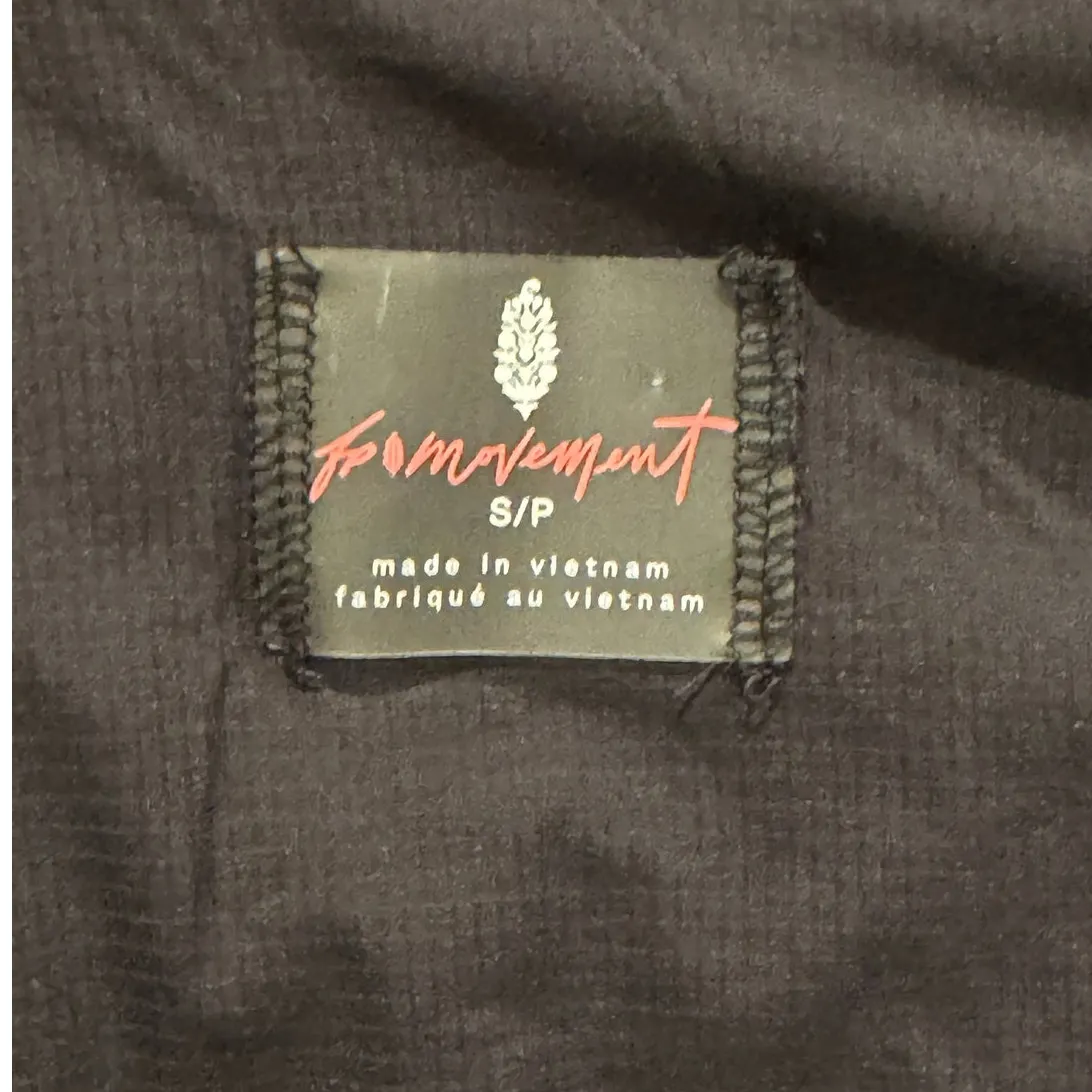 fp movement
S/P
made in vietnam
fabriqué au vietnam